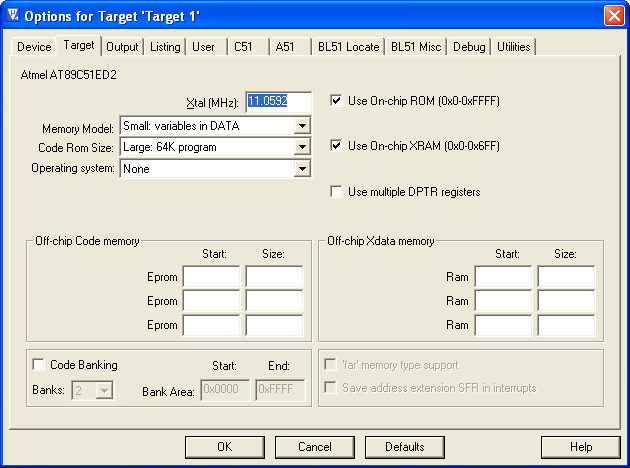 Options for Target 'Target 1'
Device Target Output Listing User C51 A51 BL51 Locate BL51 Misc Debug Utilities
Atmel AT89C51ED2
Xtal (MHz): 11.0592
Use On-chip ROM (0x0-0xFFFF)
Memory Model: Small: variables in DATA
Code Rom Size: Large: 64K program
Use On-chip XRAM (0x0-0x6FF)
Operating system: None
Use multiple DPTR registers
Off-chip Code memory
Start: Size:
Eprom
Eprom
Eprom
Off-chip Xdata memory
Start: Size:
Ram
Ram
Ram
Code Banking
Start: End:
Banks: 2 Bank Area: 0x0000 0xFFFF
'far' memory type support
Save address extension SFR in interrupts
OK Cancel Defaults Help